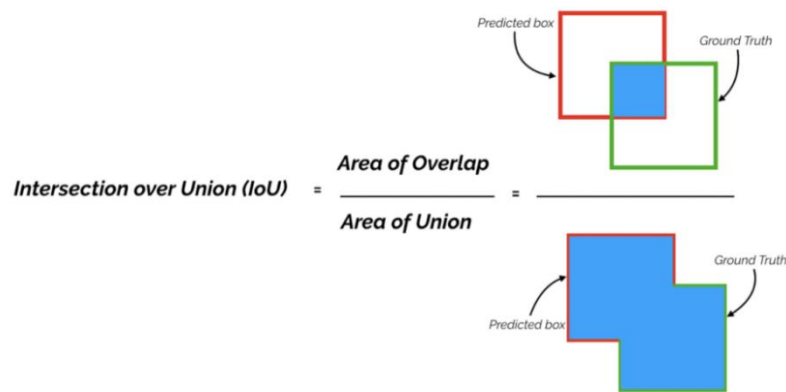 Predicted box
Ground Truth
Intersection over Union (IoU) = Area of Overlap =
Area of Union
Ground Truth
Predicted box